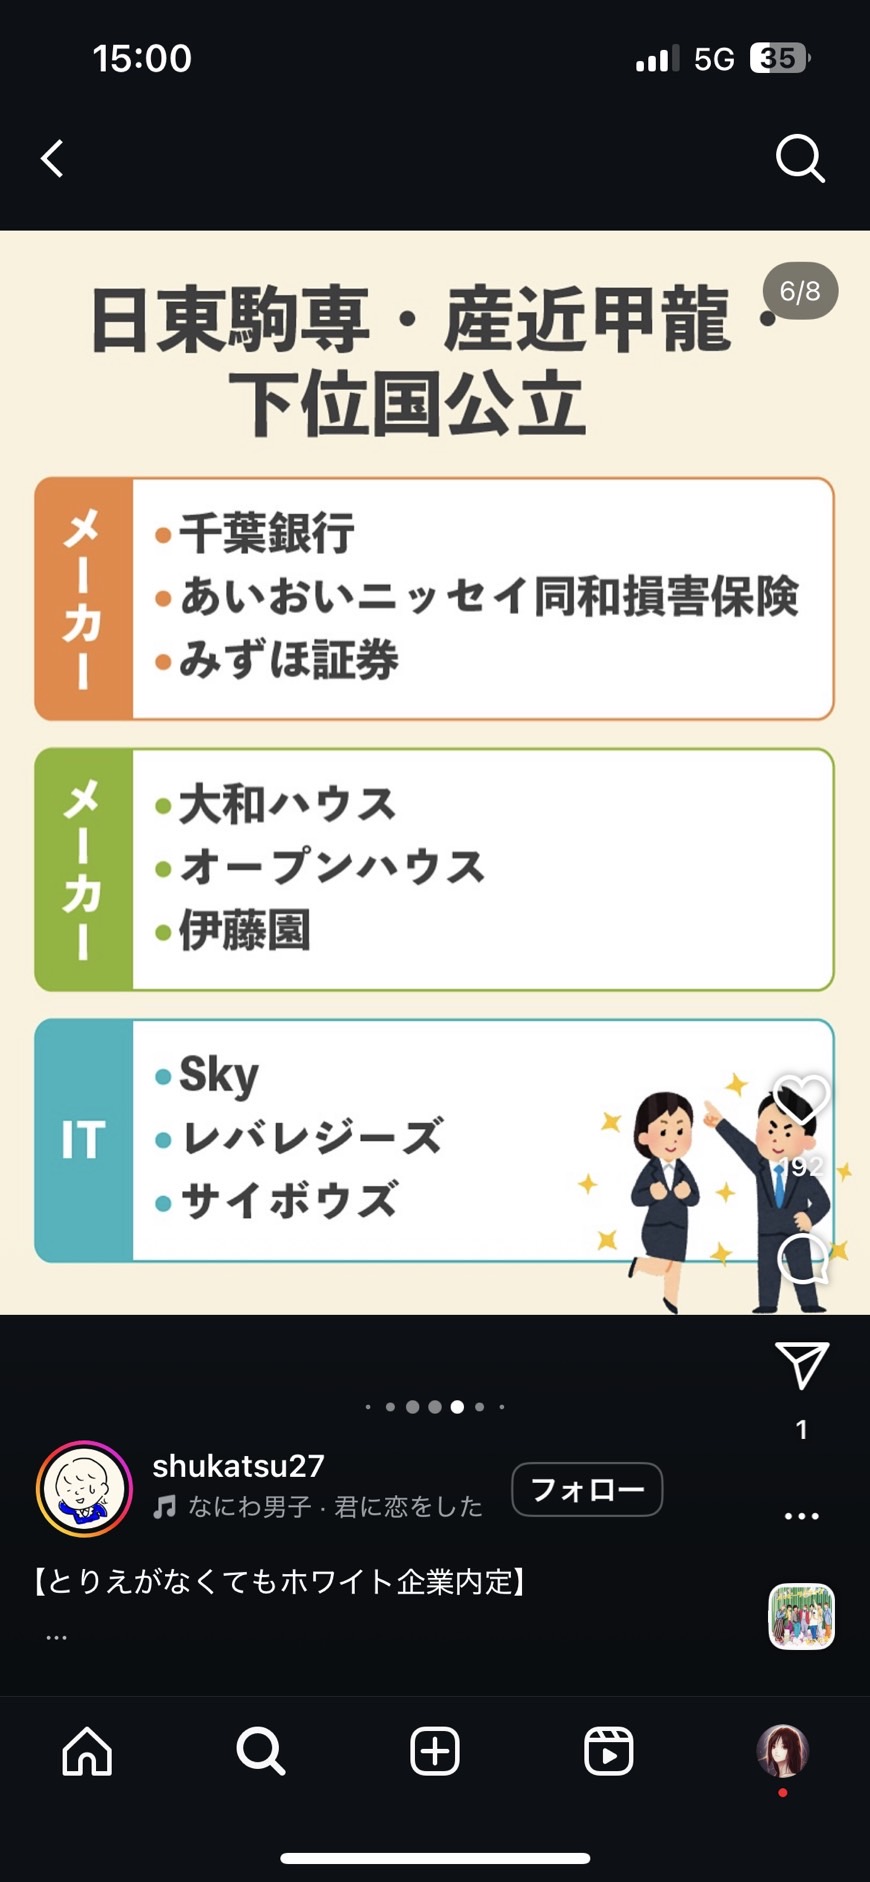 15:00
5G
35
6/8
日東駒専・産近甲龍・
下位国公立
メーカー
•千葉銀行
•あいおいニッセイ同和損害保険
•みずほ証券
メーカー
•大和ハウス
•オープンハウス
•伊藤園
IT
•Sky
•レバレジーズ
•サイボウズ
192
1
shukatsu27
なにわ男子 · 君に恋をした
フォロー
【とりえがなくてもホワイト企業内定】
...